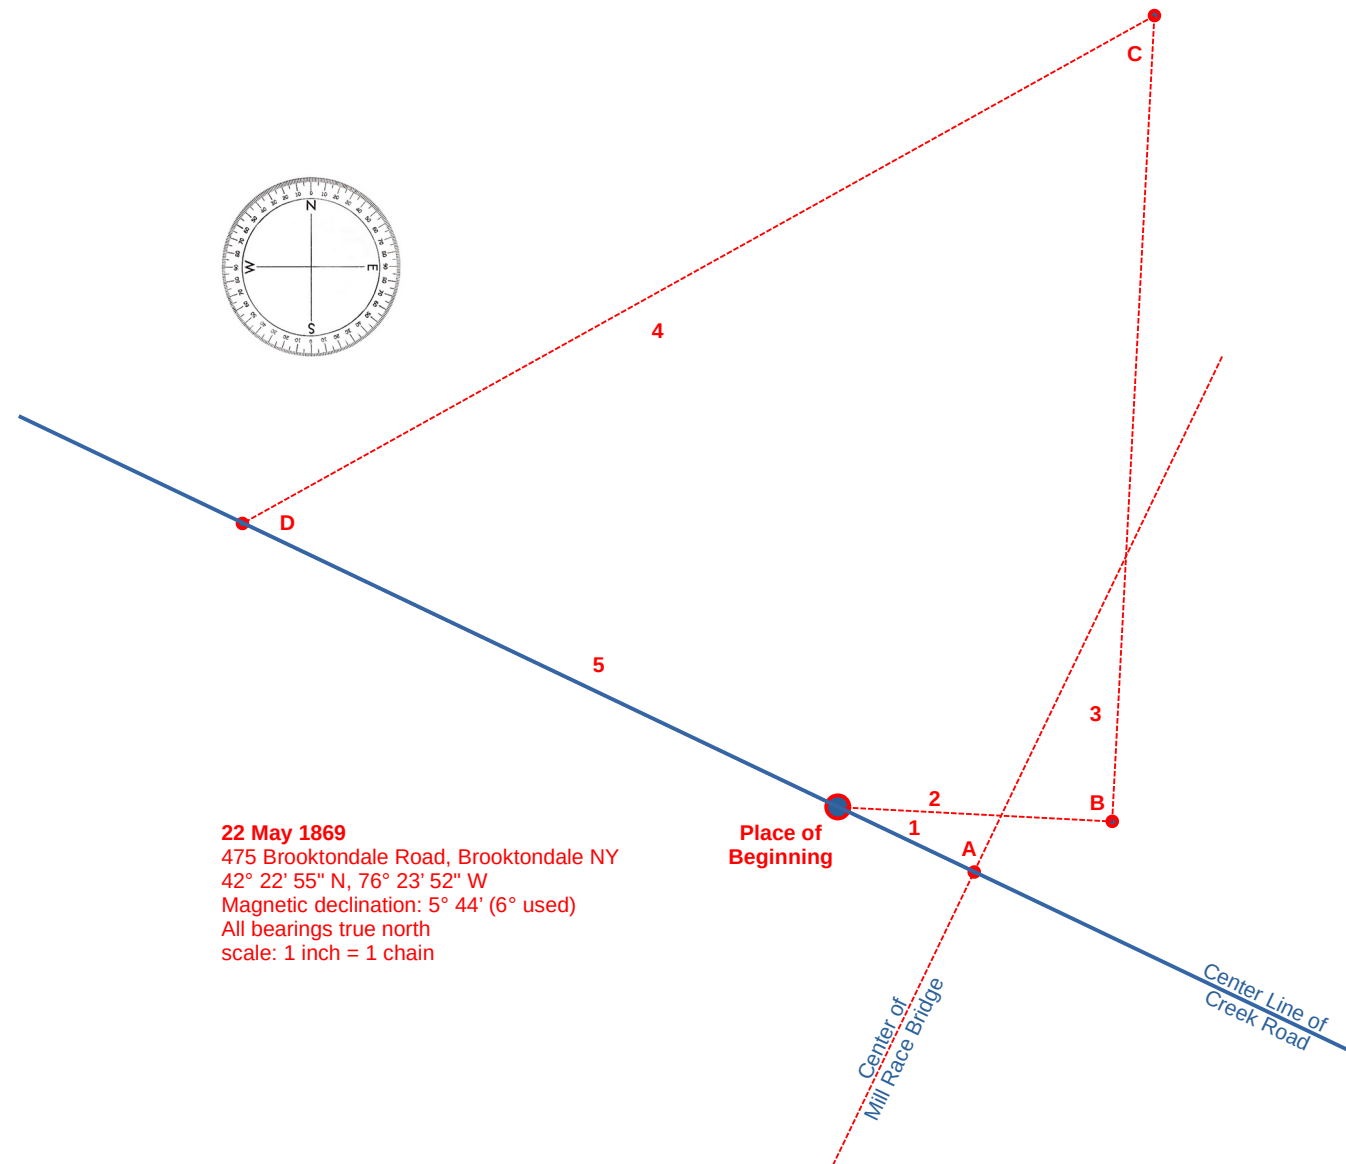 C
N
W
E
S
4
D
5
3
2
B
1
A
Place of
Beginning
22 May 1869
475 Brooktondale Road, Brooktondale NY
42° 22’ 55" N, 76° 23’ 52" W
Magnetic declination: 5° 44’ (6° used)
All bearings true north
scale: 1 inch = 1 chain
Center of
Mill Race Bridge
Center Line of
Creek Road